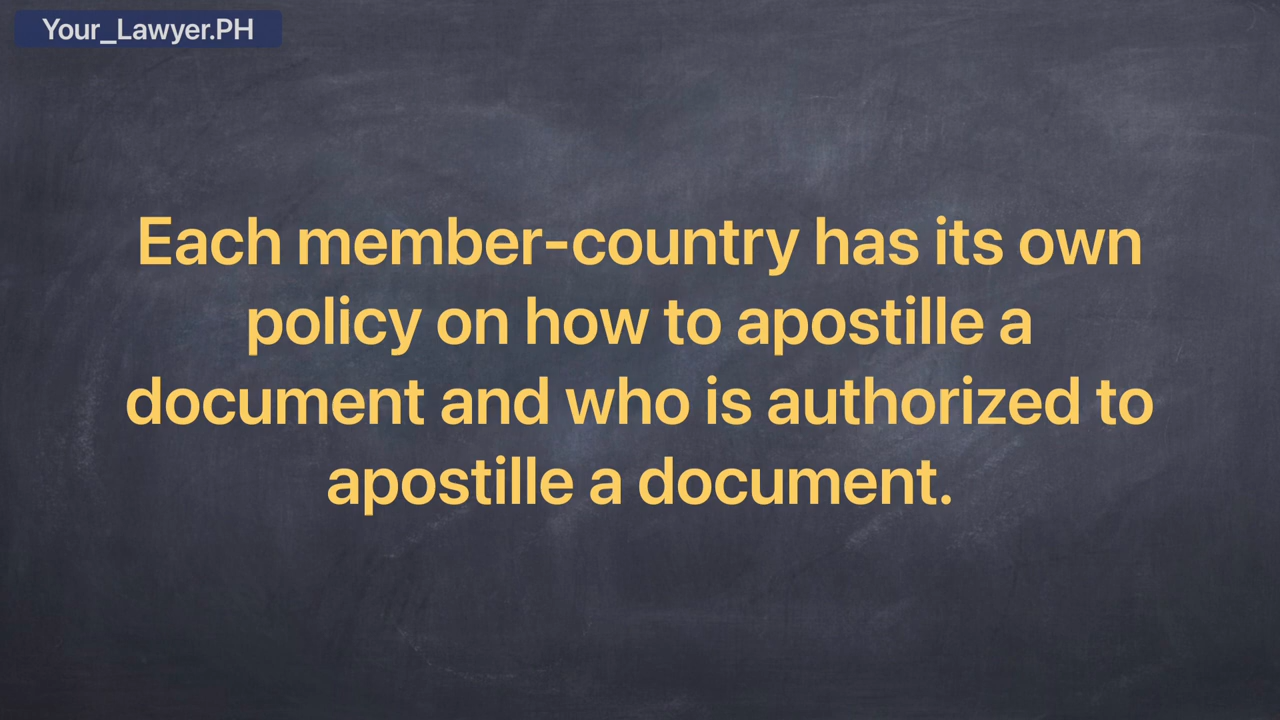 Your_Lawyer.PH
Each member-country has its own
policy on how to apostille a
document and who is authorized to
apostille a document.